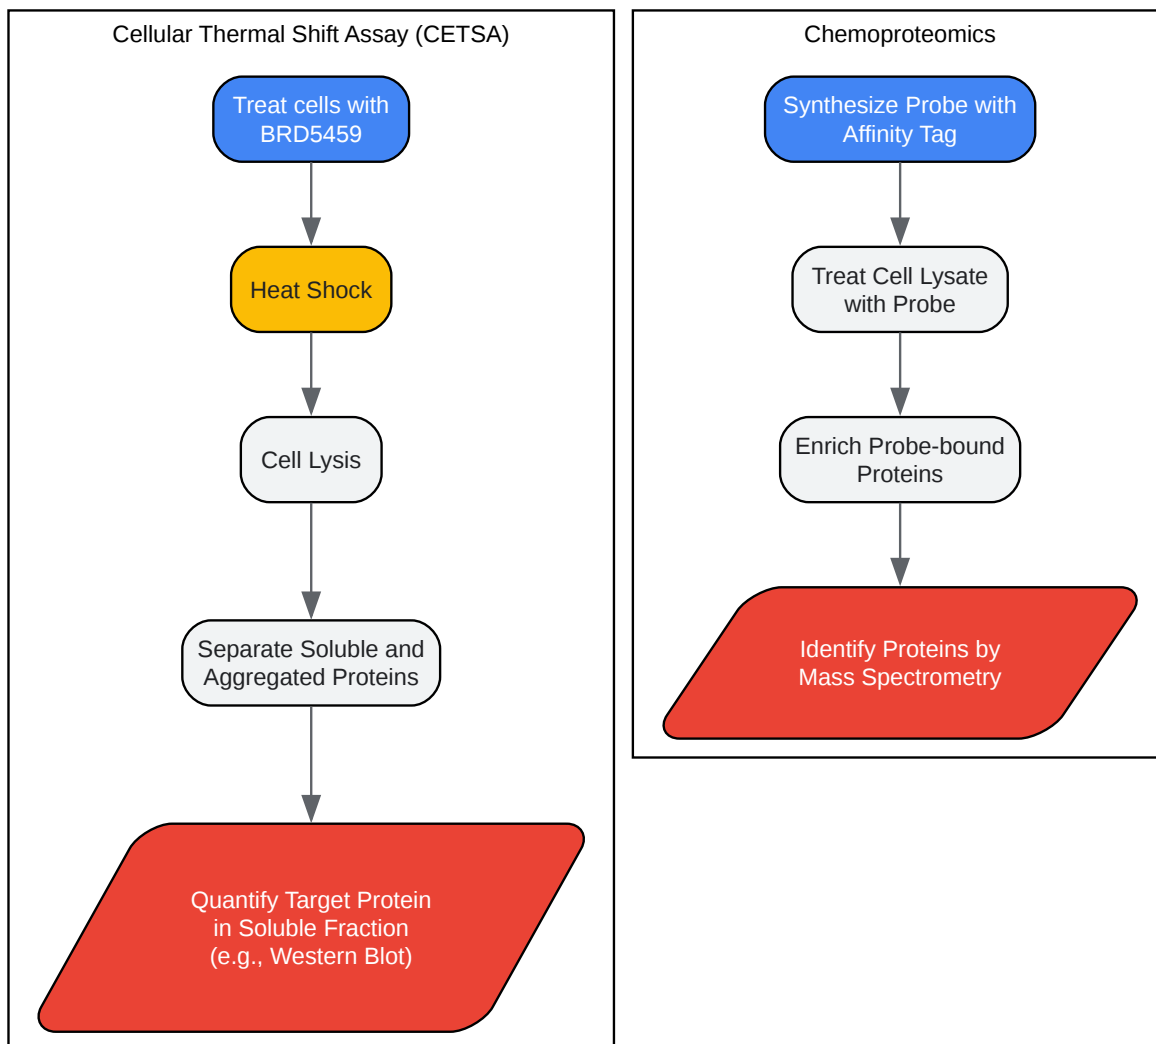 Cellular Thermal Shift Assay (CETSA)
Treat cells with
BRD5459
Heat Shock
Cell Lysis
Separate Soluble and
Aggregated Proteins
Quantify Target Protein
in Soluble Fraction
(e.g., Western Blot)
Chemoproteomics
Synthesize Probe with
Affinity Tag
Treat Cell Lysate
with Probe
Enrich Probe-bound
Proteins
Identify Proteins by
Mass Spectrometry